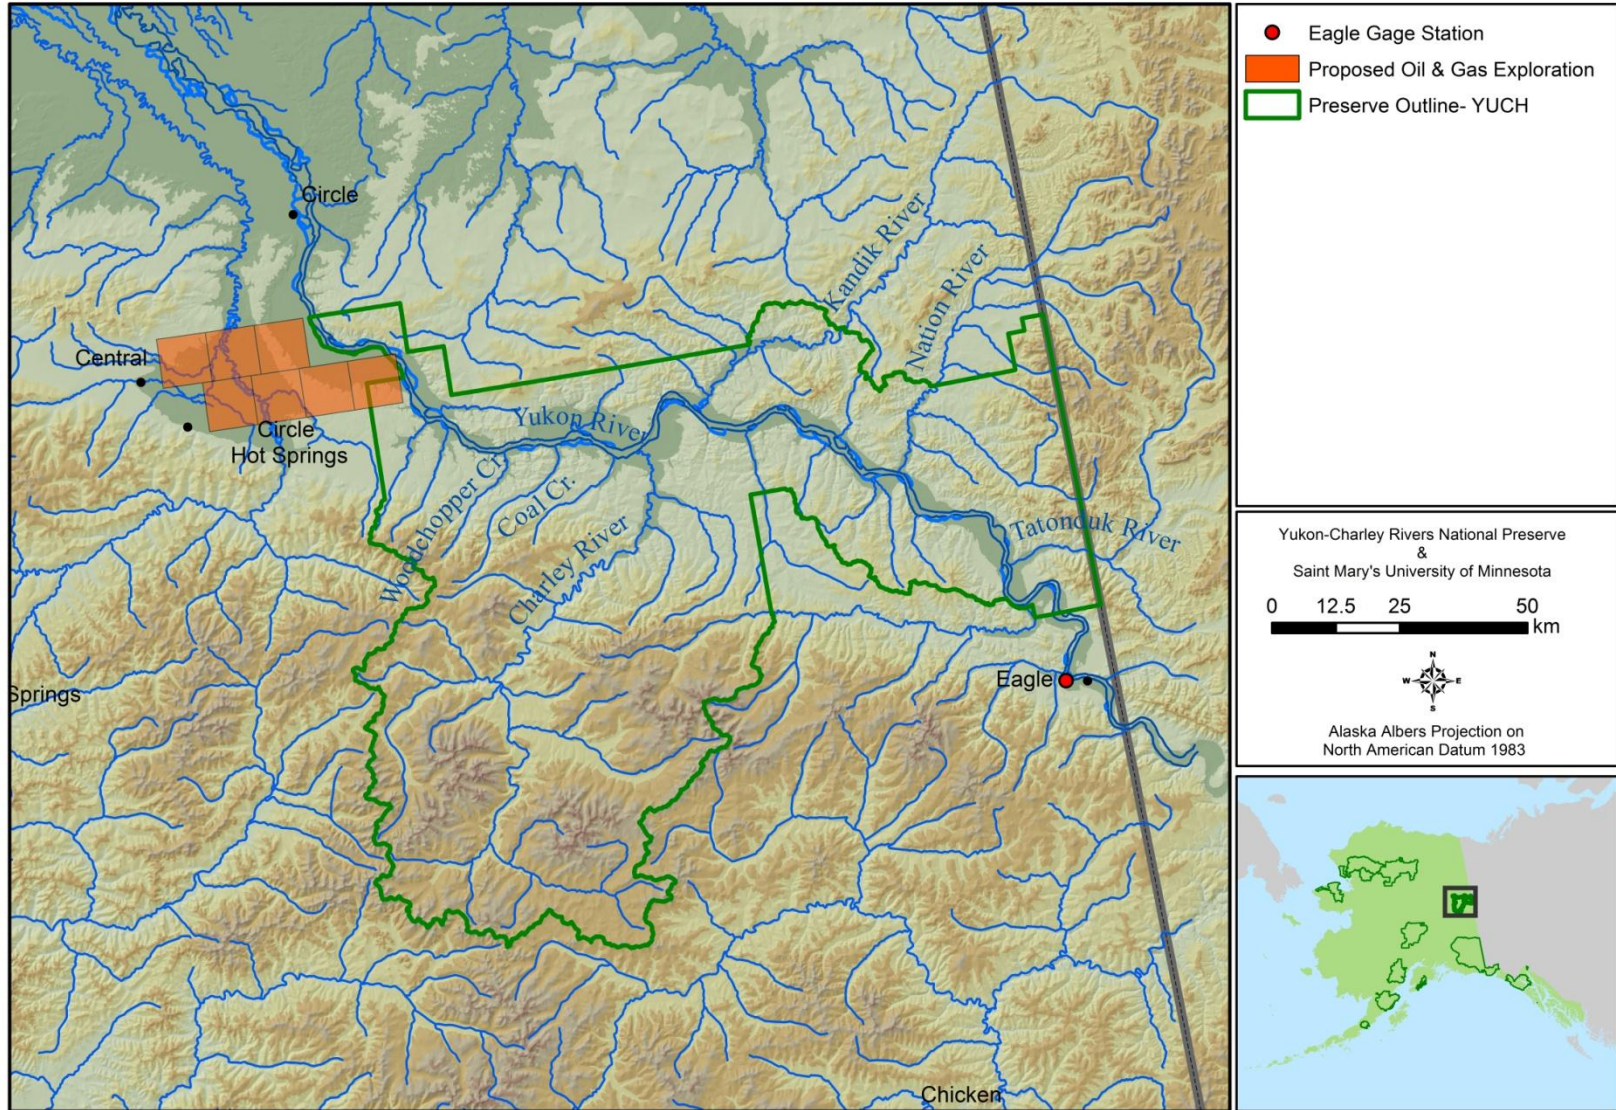 Circle
Kandik River
Nation River
Central
Circle
Hot Springs
Yukon River
Woodchopper Cr.
Coal Cr.
Charley River
Tatonduk River
Springs
Eagle
Chicken
Eagle Gage Station
Proposed Oil & Gas Exploration
Preserve Outline- YUCH
Yukon-Charley Rivers National Preserve
&
Saint Mary's University of Minnesota
0 12.5 25 50
km
N
W E
S
Alaska Albers Projection on
North American Datum 1983